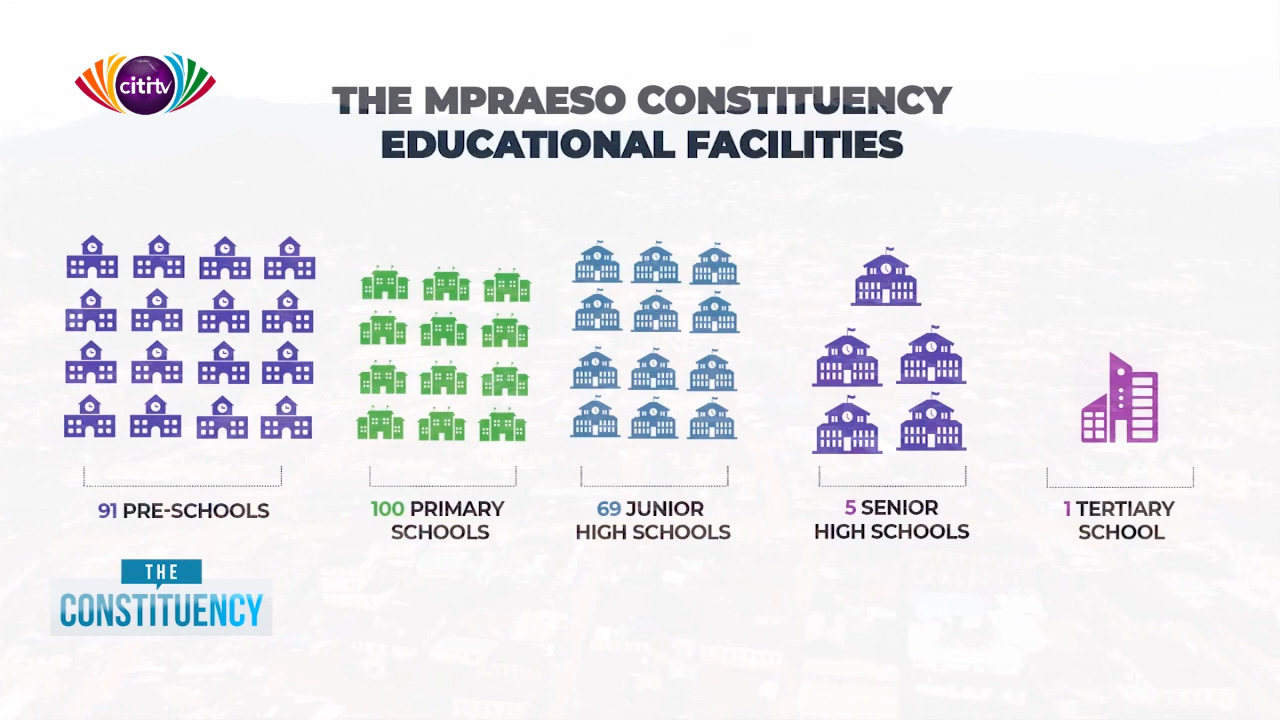 citi tv
THE MPRAESO CONSTITUENCY
EDUCATIONAL FACILITIES
91 PRE-SCHOOLS
100 PRIMARY
SCHOOLS
69 JUNIOR
HIGH SCHOOLS
5 SENIOR
HIGH SCHOOLS
1 TERTIARY
SCHOOL
THE
CONSTITUENCY